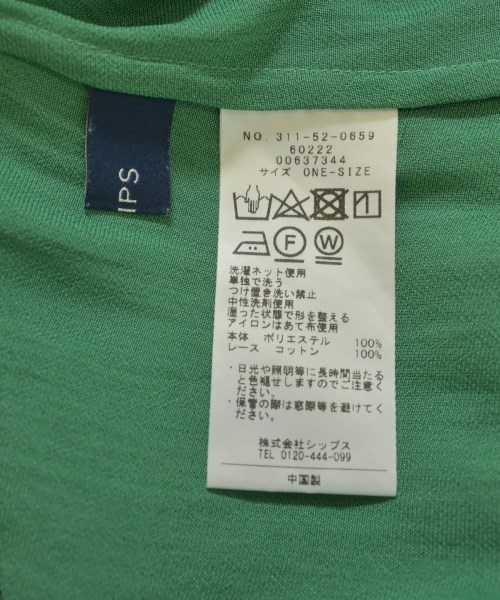 IPS
NO. 311-52-0659
60222
00637344
サイズ ONE-SIZE
F
W
洗濯ネット使用
単独で洗う
つけ置き洗い禁止
中性洗剤使用
湿った状態で形を整える
アイロンはあて布使用
本体 ポリエステル 100%
レース コットン 100%
・日光や照明等に長時間当たる
と色褪せしますのでご注意く
ださい。
・保管の際は窓際等を避けてく
ださい。
株式会社シップス
TEL 0120-444-099
中国製